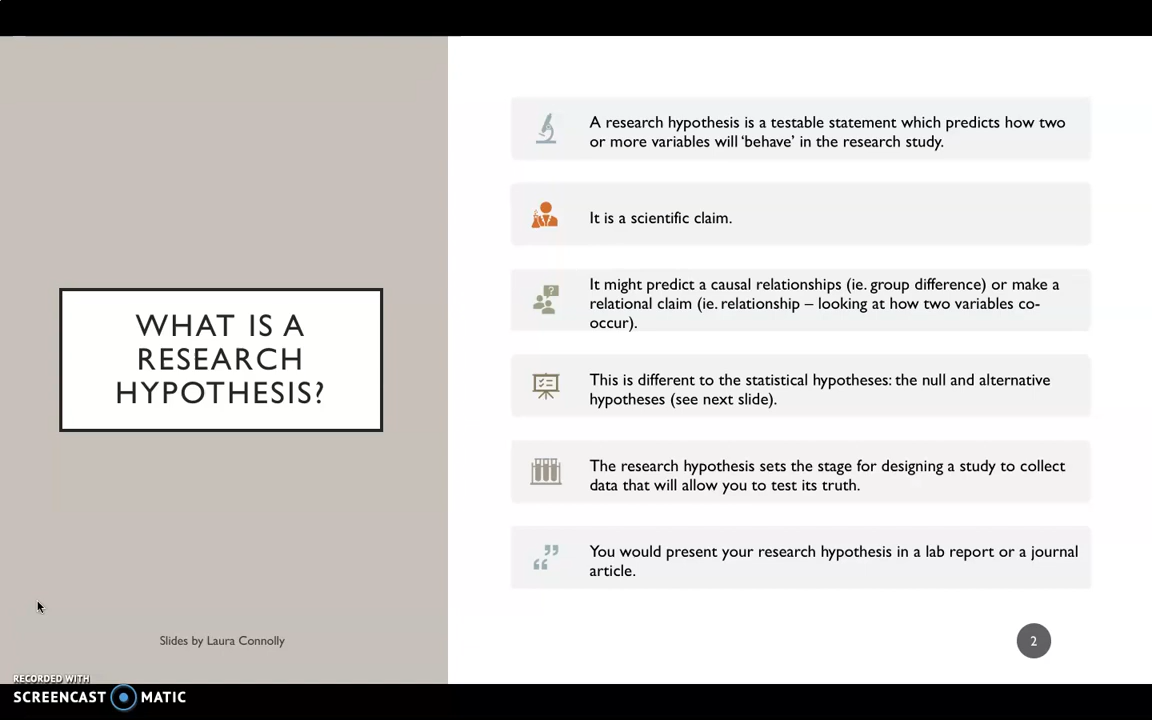 WHAT IS A
RESEARCH
HYPOTHESIS?
Slides by Laura Connolly
A research hypothesis is a testable statement which predicts how two
or more variables will ‘behave’ in the research study.
It is a scientific claim.
It might predict a causal relationships (ie. group difference) or make a
relational claim (ie. relationship – looking at how two variables co-
occur).
This is different to the statistical hypotheses: the null and alternative
hypotheses (see next slide).
The research hypothesis sets the stage for designing a study to collect
data that will allow you to test its truth.
You would present your research hypothesis in a lab report or a journal
article.
2
RECORDED WITH
SCREENCAST MATIC